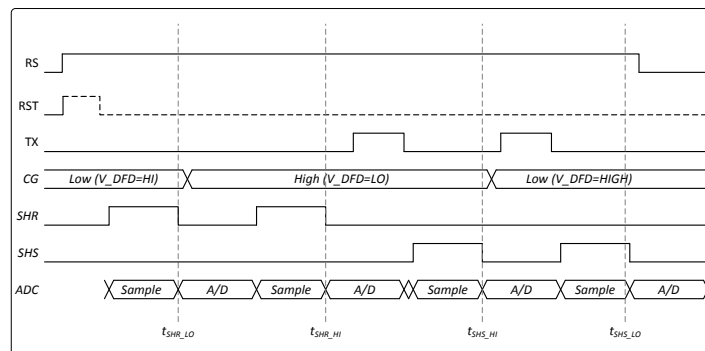 RS
RST
TX
CG Low (V_DFD=HI) High (V_DFD=LO) Low (V_DFD=HIGH)
SHR
SHS
ADC Sample A/D Sample A/D Sample A/D Sample A/D
tSHR_LO tSHR_HI tSHS_HI tSHS_LO